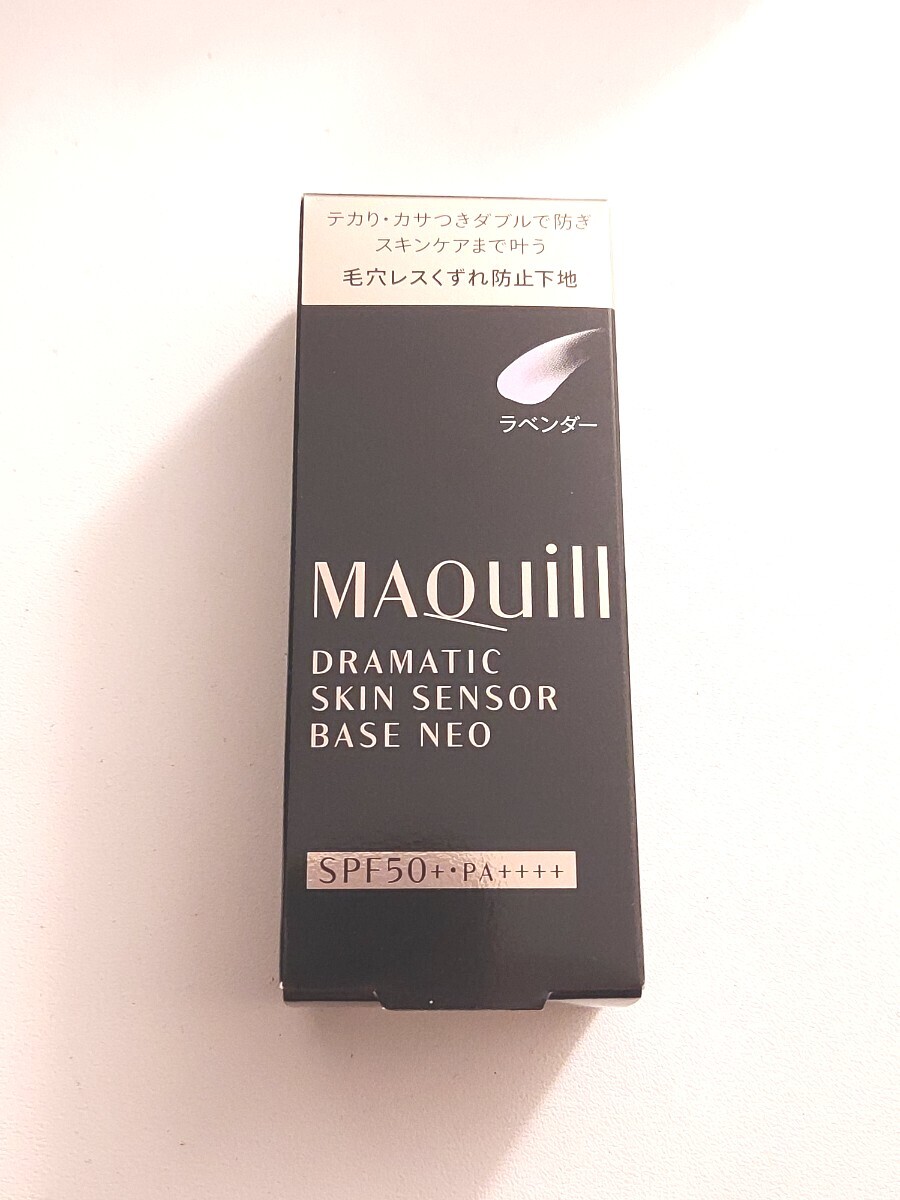 テカり・カサつきダブルで防ぎ
スキンケアまで叶う
毛穴レスくずれ防止下地
ラベンダー
MAQuill
DRAMATIC
SKIN SENSOR
BASE NEO
SPF50+・PA++++